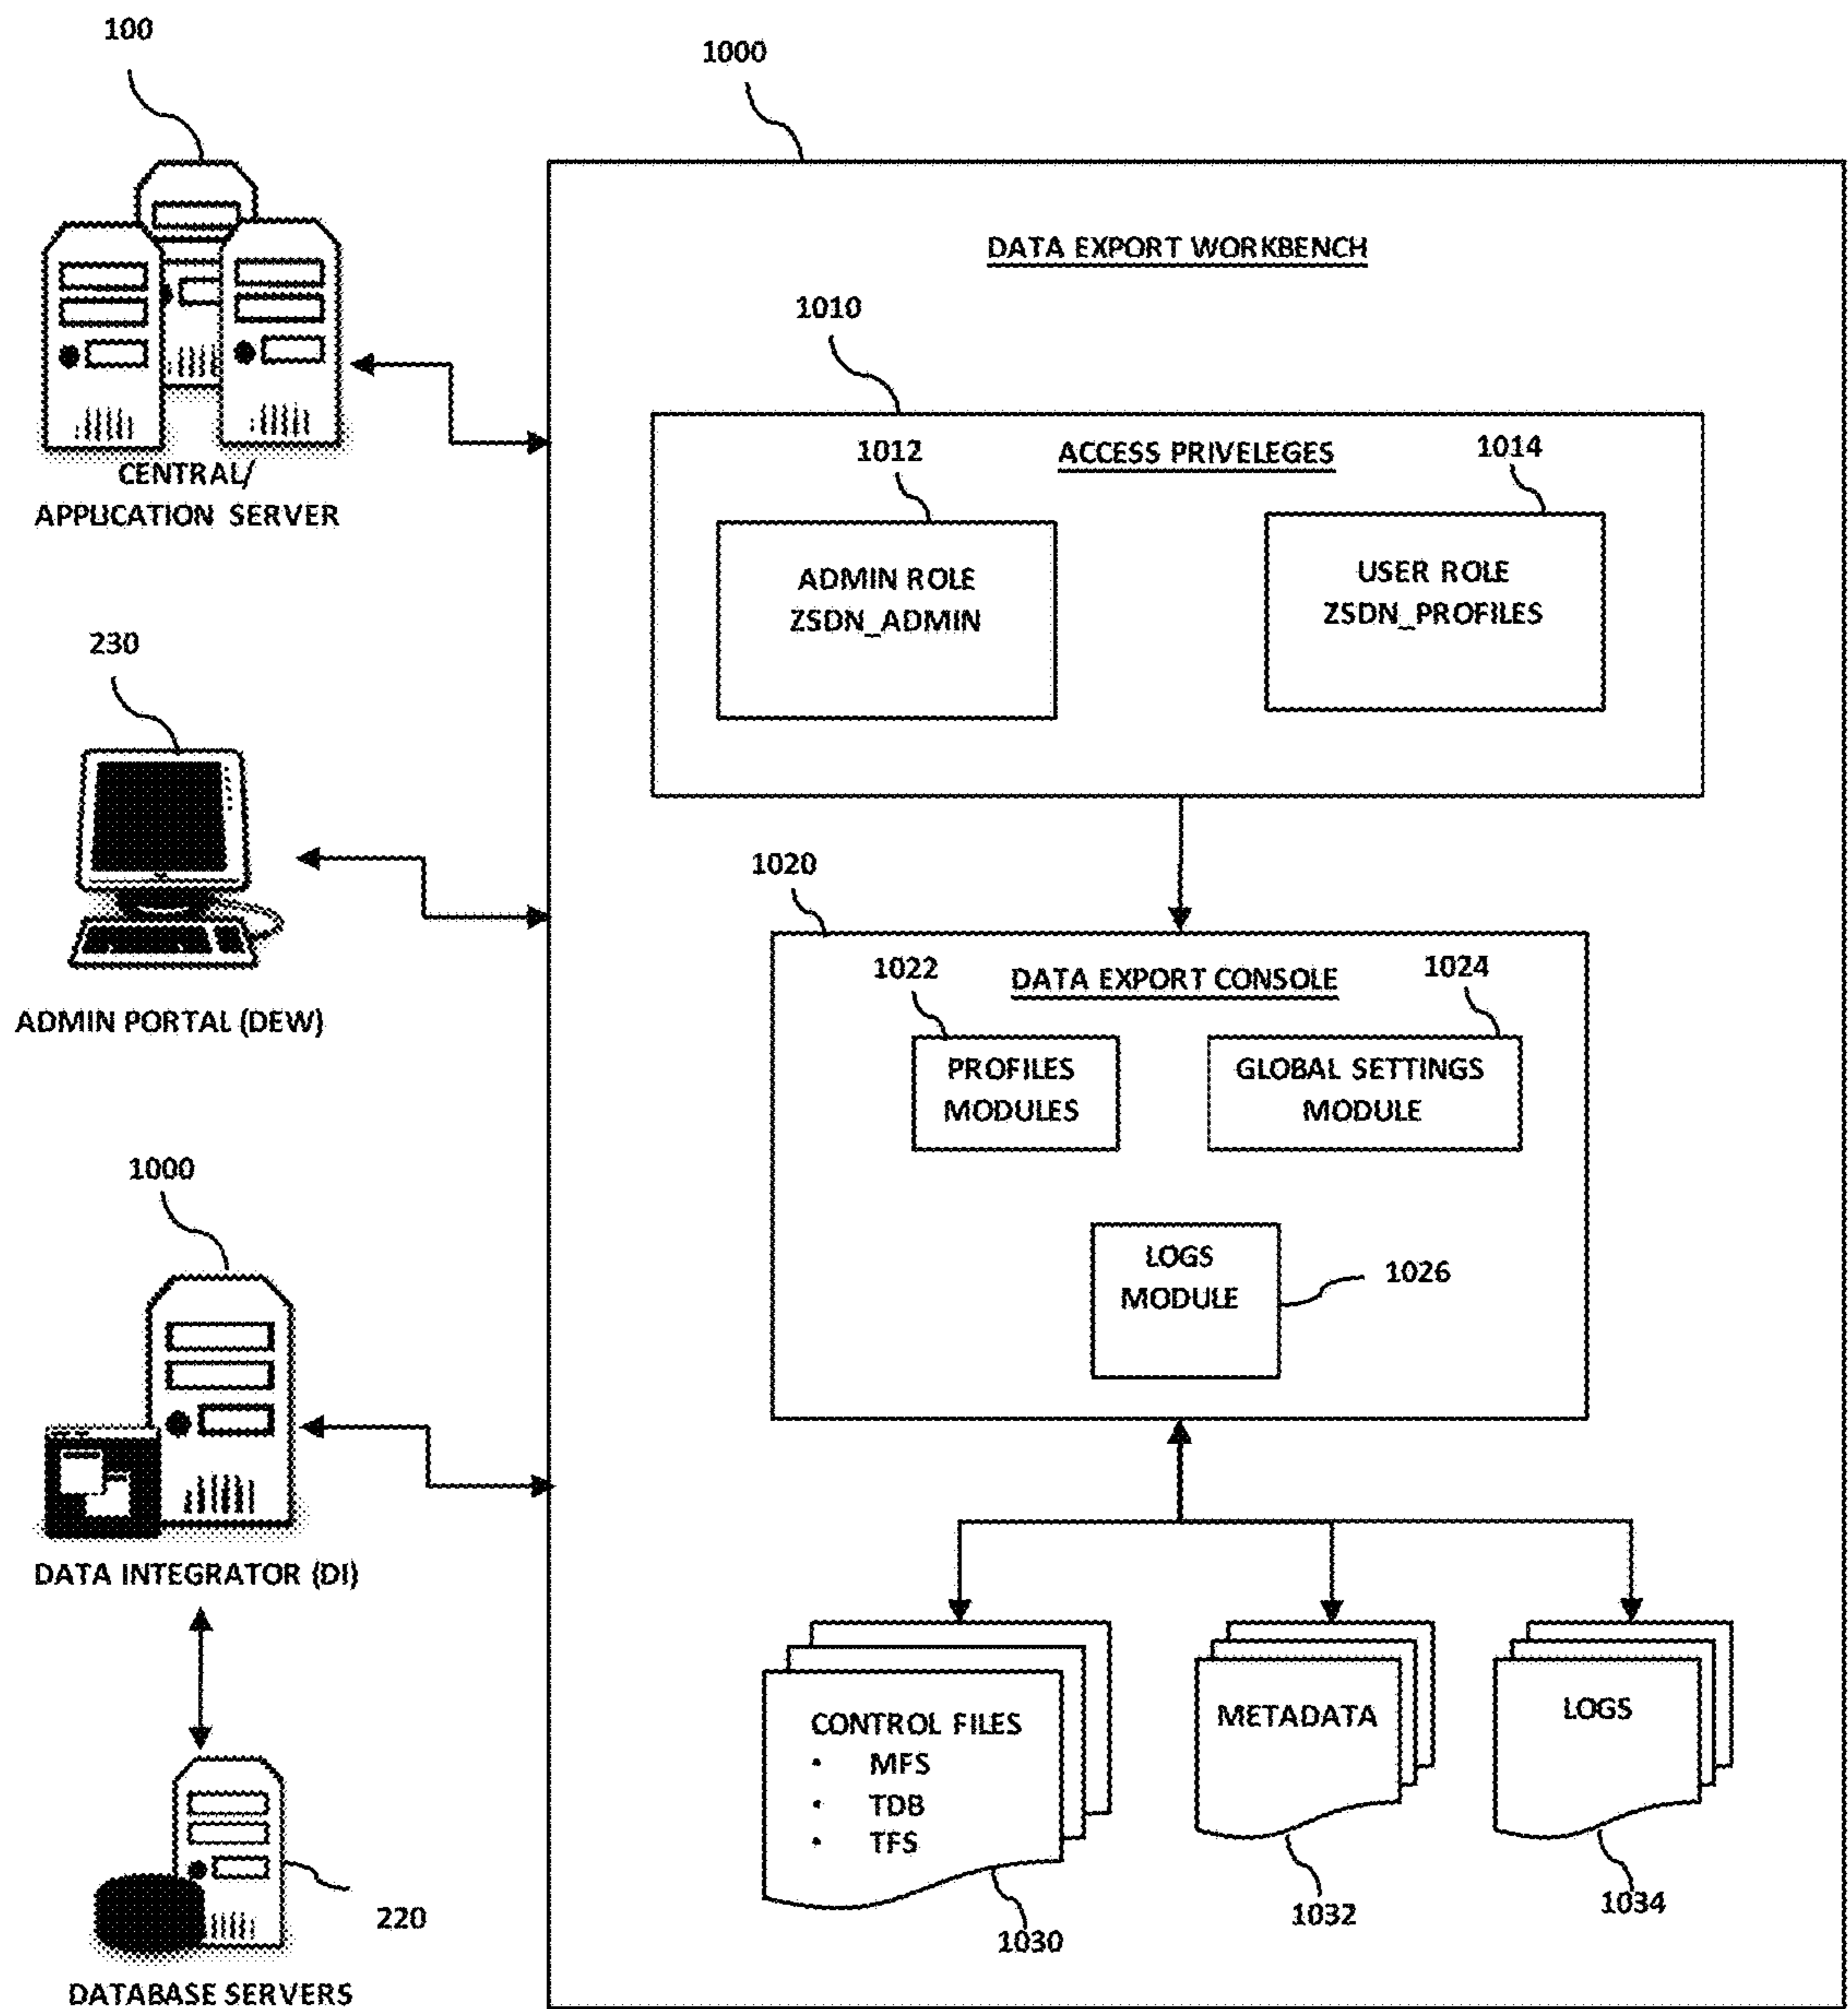 100
1000
DATA EXPORT WORKBENCH
1010
ACCESS PRIVELEGES
1012
1014
ADMIN ROLE
ZSDN_ADMIN
USER ROLE
ZSDN_PROFILES
CENTRAL/
APPLICATION SERVER
230
ADMIN PORTAL (DEW)
1020
DATA EXPORT CONSOLE
1022
1024
PROFILES
MODULES
GLOBAL SETTINGS
MODULE
LOGS
MODULE
1026
1000
DATA INTEGRATOR (DI)
CONTROL FILES
• MFS
• TDB
• TFS
1030
METADATA
1032
LOGS
1034
220
DATABASE SERVERS